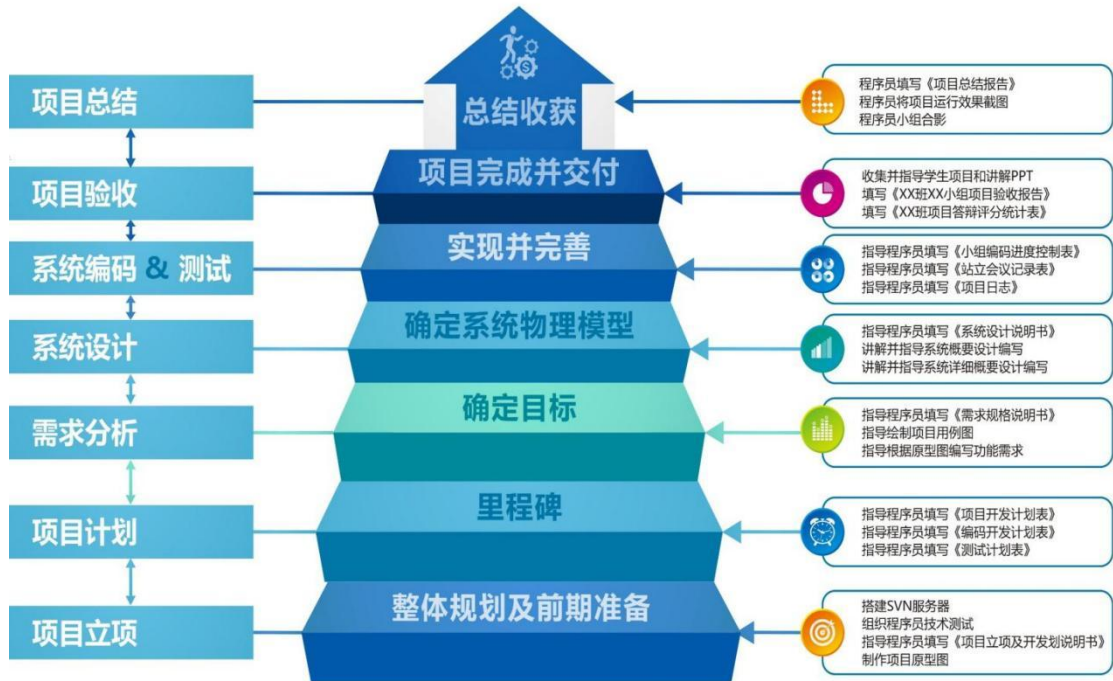 项目总结
总结收获
程序员填写《项目总结报告》
程序员将项目运行效果截图
程序员小组合影
项目验收
项目完成并交付
收集并指导学生项目和讲解PPT
填写《XX班XX小组项目验收报告》
填写《XX班项目答辩评分统计表》
系统编码 & 测试
实现并完善
指导程序员填写《小组编码进度控制表》
指导程序员填写《站立会议记录表》
指导程序员填写《项目日志》
系统设计
确定系统物理模型
指导程序员填写《系统设计说明书》
讲解并指导系统概要设计编写
讲解并指导系统详细概要设计编写
需求分析
确定目标
指导程序员填写《需求规格说明书》
指导绘制项目用例图
指导根据原型图编写功能需求
项目计划
里程碑
指导程序员填写《项目开发计划表》
指导程序员填写《编码开发计划表》
指导程序员填写《测试计划表》
项目立项
整体规划及前期准备
搭建SVN服务器
组织程序员技术测试
指导程序员填写《项目立项及开发划说明书》
制作项目原型图